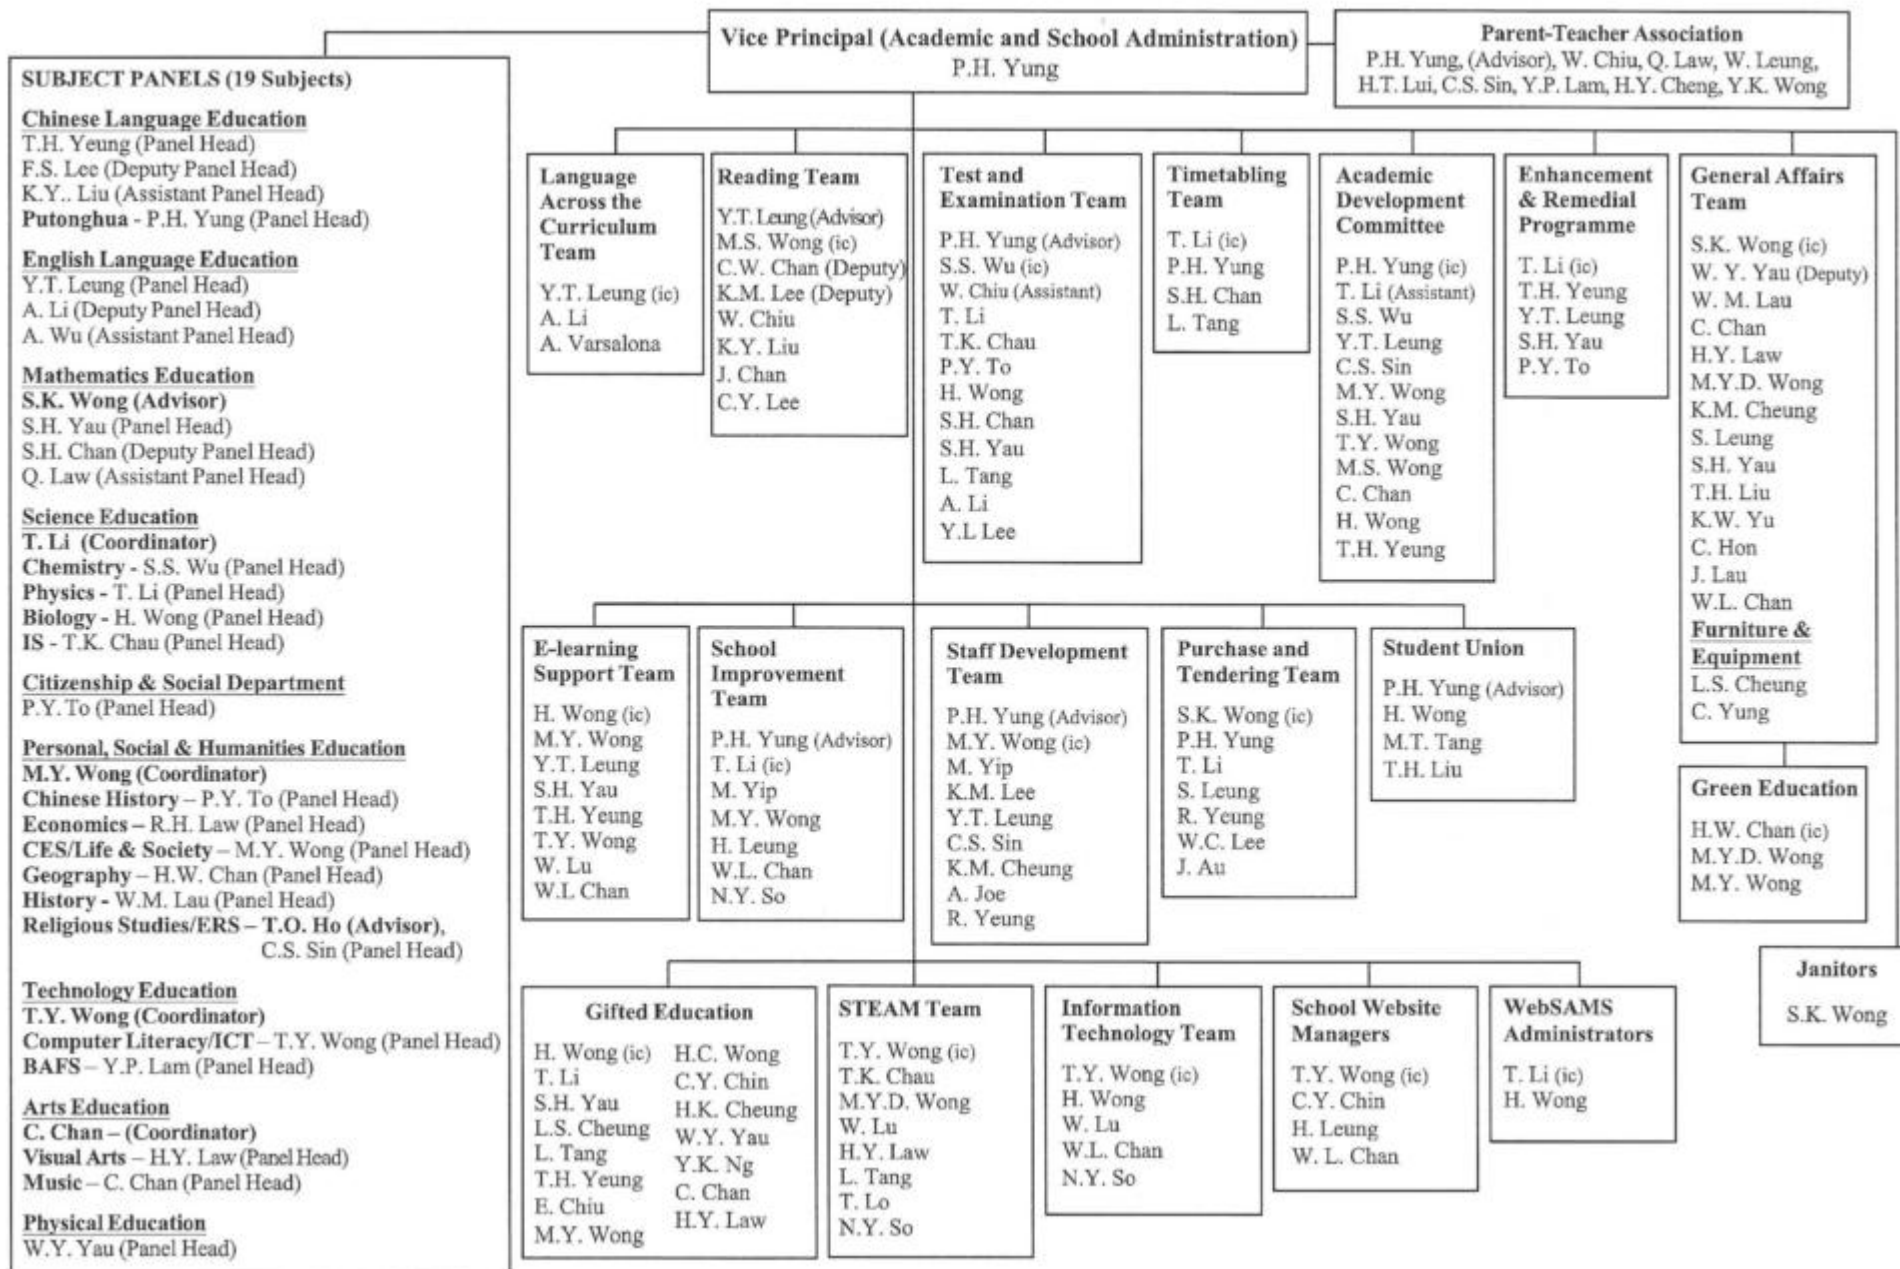 Vice Principal (Academic and School Administration)
P.H. Yung
Parent-Teacher Association
P.H. Yung, (Advisor), W. Chiu, Q. Law, W. Leung,
H.T. Lui, C.S. Sin, Y.P. Lam, H.Y. Cheng, Y.K. Wong
SUBJECT PANELS (19 Subjects)
Chinese Language Education
T.H. Yeung (Panel Head)
F.S. Lee (Deputy Panel Head)
K.Y.. Liu (Assistant Panel Head)
Putonghua - P.H. Yung (Panel Head)
English Language Education
Y.T. Leung (Panel Head)
A. Li (Deputy Panel Head)
A. Wu (Assistant Panel Head)
Mathematics Education
S.K. Wong (Advisor)
S.H. Yau (Panel Head)
S.H. Chan (Deputy Panel Head)
Q. Law (Assistant Panel Head)
Science Education
T. Li (Coordinator)
Chemistry - S.S. Wu (Panel Head)
Physics - T. Li (Panel Head)
Biology - H. Wong (Panel Head)
IS - T.K. Chau (Panel Head)
Citizenship & Social Department
P.Y. To (Panel Head)
Personal, Social & Humanities Education
M.Y. Wong (Coordinator)
Chinese History – P.Y. To (Panel Head)
Economics – R.H. Law (Panel Head)
CES/Life & Society – M.Y. Wong (Panel Head)
Geography – H.W. Chan (Panel Head)
History - W.M. Lau (Panel Head)
Religious Studies/ERS – T.O. Ho (Advisor),
C.S. Sin (Panel Head)
Technology Education
T.Y. Wong (Coordinator)
Computer Literacy/ICT – T.Y. Wong (Panel Head)
BAFS – Y.P. Lam (Panel Head)
Arts Education
C. Chan – (Coordinator)
Visual Arts – H.Y. Law (Panel Head)
Music – C. Chan (Panel Head)
Physical Education
W.Y. Yau (Panel Head)
Language
Across the
Curriculum
Team
Y.T. Leung (ic)
A. Li
A. Varsalona
Reading Team
Y.T. Leung (Advisor)
M.S. Wong (ic)
C.W. Chan (Deputy)
K.M. Lee (Deputy)
W. Chiu
K.Y. Liu
J. Chan
C.Y. Lee
Test and
Examination Team
P.H. Yung (Advisor)
S.S. Wu (ic)
W. Chiu (Assistant)
T. Li
T.K. Chau
P.Y. To
H. Wong
S.H. Chan
S.H. Yau
L. Tang
A. Li
Y.L Lee
Timetabling
Team
T. Li (ic)
P.H. Yung
S.H. Chan
L. Tang
Academic
Development
Committee
P.H. Yung (ic)
T. Li (Assistant)
S.S. Wu
Y.T. Leung
C.S. Sin
M.Y. Wong
S.H. Yau
T.Y. Wong
M.S. Wong
C. Chan
H. Wong
T.H. Yeung
Enhancement
& Remedial
Programme
T. Li (ic)
T.H. Yeung
Y.T. Leung
S.H. Yau
P.Y. To
General Affairs
Team
S.K. Wong (ic)
W. Y. Yau (Deputy)
W. M. Lau
C. Chan
H.Y. Law
M.Y.D. Wong
K.M. Cheung
S. Leung
S.H. Yau
T.H. Liu
K.W. Yu
C. Hon
J. Lau
W.L. Chan
Furniture &
Equipment
L.S. Cheung
C. Yung
E-learning
Support Team
H. Wong (ic)
M.Y. Wong
Y.T. Leung
S.H. Yau
T.H. Yeung
T.Y. Wong
W. Lu
W.L Chan
School
Improvement
Team
P.H. Yung (Advisor)
T. Li (ic)
M. Yip
M.Y. Wong
H. Leung
W.L. Chan
N.Y. So
Staff Development
Team
P.H. Yung (Advisor)
M.Y. Wong (ic)
M. Yip
K.M. Lee
Y.T. Leung
C.S. Sin
K.M. Cheung
A. Joe
R. Yeung
Purchase and
Tendering Team
S.K. Wong (ic)
P.H. Yung
T. Li
S. Leung
R. Yeung
W.C. Lee
J. Au
Student Union
P.H. Yung (Advisor)
H. Wong
M.T. Tang
T.H. Liu
Green Education
H.W. Chan (ic)
M.Y.D. Wong
M.Y. Wong
Janitors
S.K. Wong
Gifted Education
H. Wong (ic)
T. Li
S.H. Yau
L.S. Cheung
L. Tang
T.H. Yeung
E. Chiu
M.Y. Wong
H.C. Wong
C.Y. Chin
H.K. Cheung
W.Y. Yau
Y.K. Ng
C. Chan
H.Y. Law
STEAM Team
T.Y. Wong (ic)
T.K. Chau
M.Y.D. Wong
W. Lu
H.Y. Law
L. Tang
T. Lo
N.Y. So
Information
Technology Team
T.Y. Wong (ic)
H. Wong
W. Lu
W.L. Chan
N.Y. So
School Website
Managers
T.Y. Wong (ic)
C.Y. Chin
H. Leung
W. L. Chan
WebSAMS
Administrators
T. Li (ic)
H. Wong